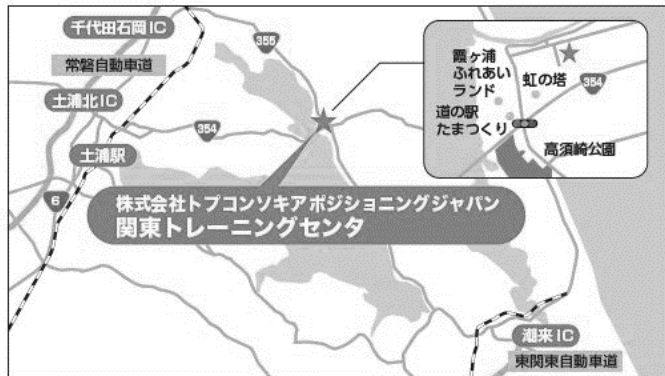 千代田石岡IC
355
常磐自動車道
土浦北IC
354
土浦駅
6
株式会社トプコンソキアポジショニングジャパン
関東トレーニングセンタ
潮来IC
東関東自動車道
霞ヶ浦
ふれあい
ランド
虹の塔
354
道の駅
たまつくり
高須崎公園